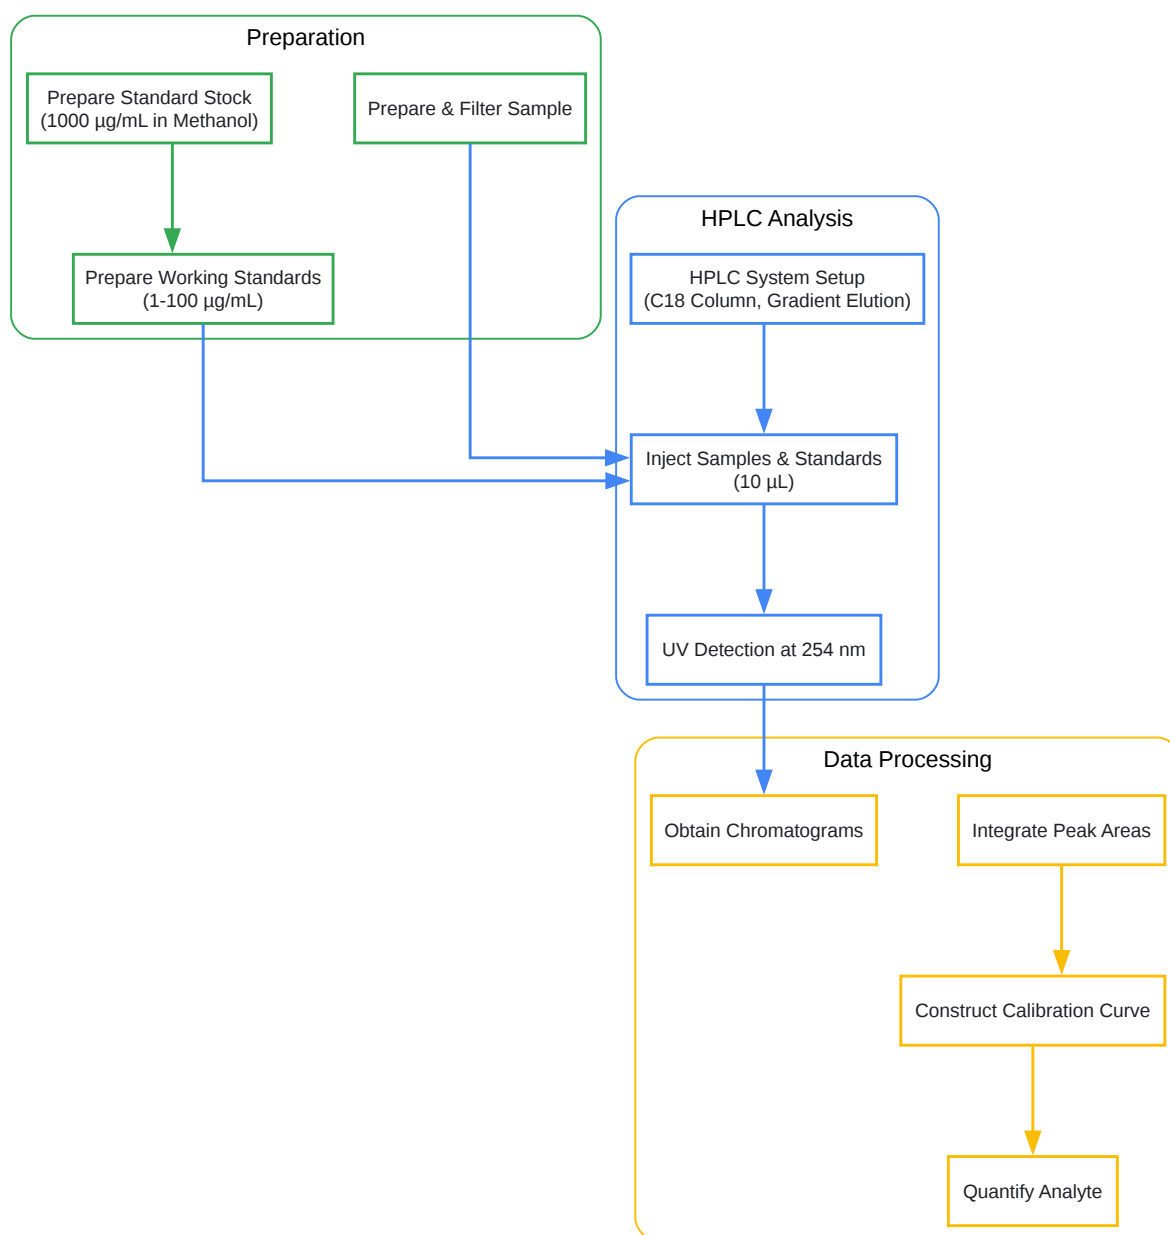 Preparation
Prepare Standard Stock
(1000 µg/mL in Methanol)
Prepare & Filter Sample
Prepare Working Standards
(1-100 µg/mL)
HPLC Analysis
HPLC System Setup
(C18 Column, Gradient Elution)
Inject Samples & Standards
(10 µL)
UV Detection at 254 nm
Data Processing
Obtain Chromatograms
Integrate Peak Areas
Construct Calibration Curve
Quantify Analyte